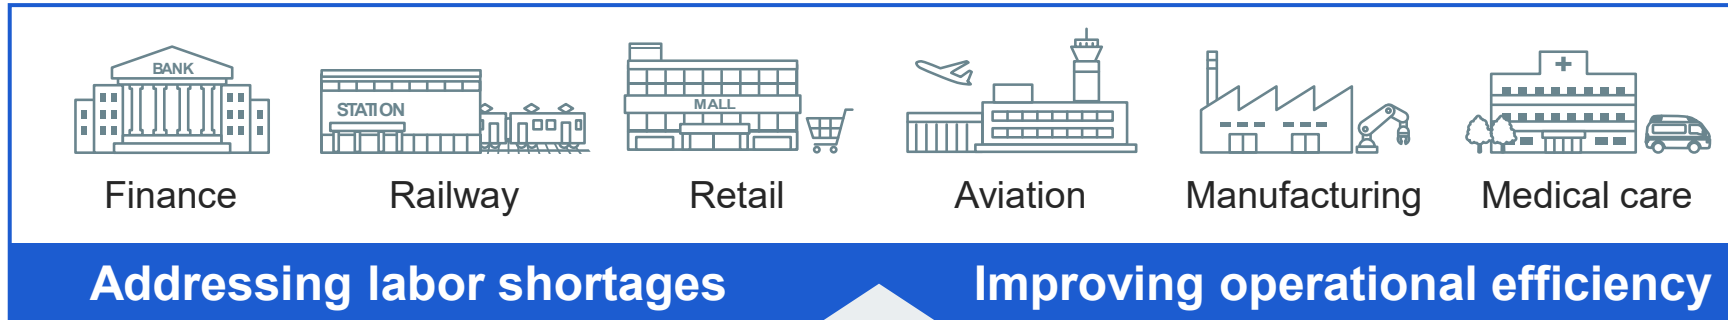 BANK
STATION
MALL
Finance
Railway
Retail
Aviation
Manufacturing
Medical care
Addressing labor shortages
Improving operational efficiency